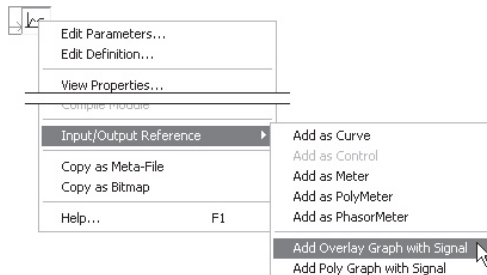 Edit Parameters...
Edit Definition...
View Properties...
Compile Module
Input/Output Reference
Copy as Meta-File
Copy as Bitmap
Help... F1
Add as Curve
Add as Control
Add as Meter
Add as PolyMeter
Add as PhasorMeter
Add Overlay Graph with Signal
Add Poly Graph with Signal